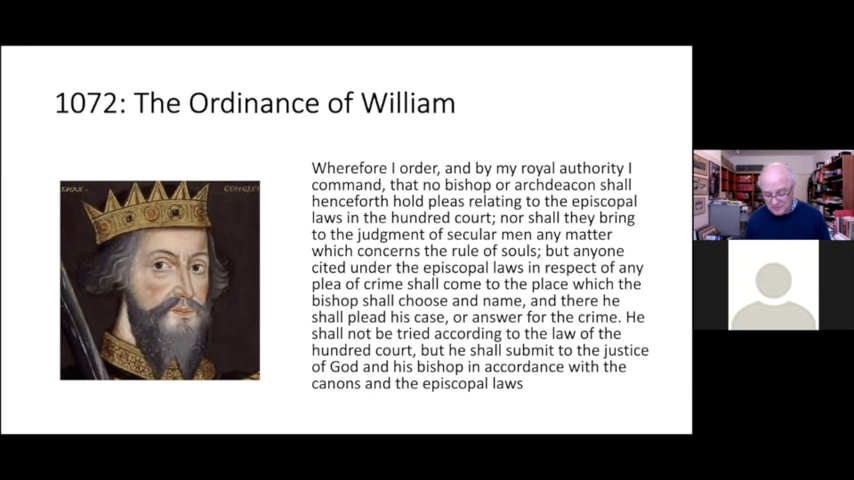 1072: The Ordinance of William
Wherefore I order, and by my royal authority I
command, that no bishop or archdeacon shall
henceforth hold pleas relating to the episcopal
laws in the hundred court; nor shall they bring
to the judgment of secular men any matter
which concerns the rule of souls; but anyone
cited under the episcopal laws in respect of any
plea of crime shall come to the place which the
bishop shall choose and name, and there he
shall plead his case, or answer for the crime. He
shall not be tried according to the law of the
hundred court, but he shall submit to the justice
of God and his bishop in accordance with the
canons and the episcopal laws